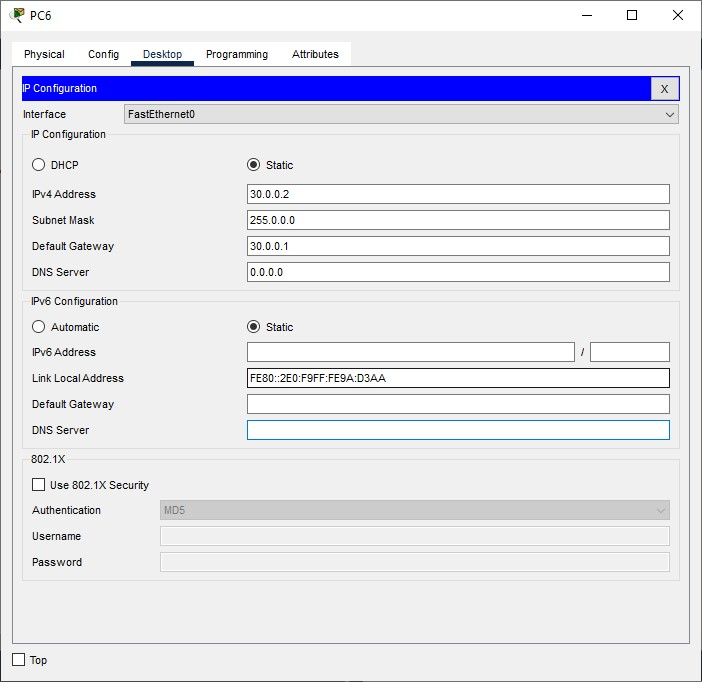 PC6
Physical Config Desktop Programming Attributes
IP Configuration X
Interface FastEthernet0
IP Configuration
DHCP Static
IPv4 Address 30.0.0.2
Subnet Mask 255.0.0.0
Default Gateway 30.0.0.1
DNS Server 0.0.0.0
IPv6 Configuration
Automatic Static
IPv6 Address /
Link Local Address FE80::2E0:F9FF:FE9A:D3AA
Default Gateway
DNS Server
802.1X
Use 802.1X Security
Authentication MD5
Username
Password
Top